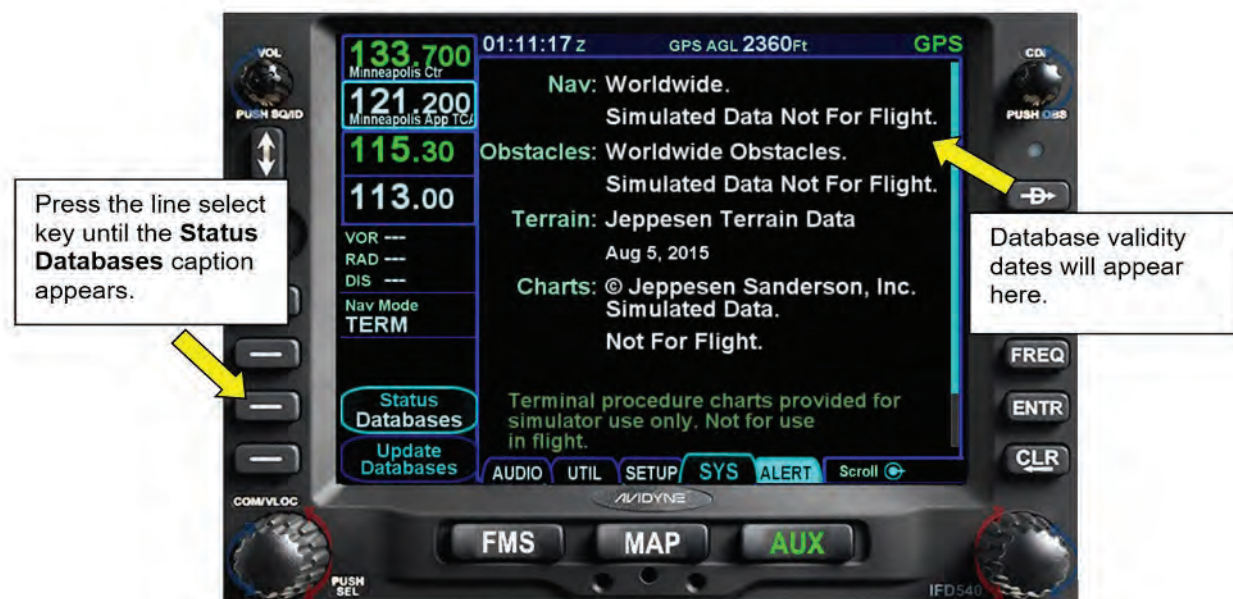 VOL
PUSH SQ/ID
133.700
Minneapolis Ctr
121.200
Minneapolis App TCA
115.30
113.00
VOR ---
RAD ---
DIS ---
Nav Mode
TERM
Status
Databases
Update
Databases
01:11:17 Z GPS AGL 2360Ft GPS
Nav: Worldwide.
Simulated Data Not For Flight.
Obstacles: Worldwide Obstacles.
Simulated Data Not For Flight.
Terrain: Jeppesen Terrain Data
Aug 5, 2015
Charts: © Jeppesen Sanderson, Inc.
Simulated Data.
Not For Flight.
Terminal procedure charts provided for
simulator use only. Not for use
in flight.
AUDIO UTIL SETUP SYS ALERT Scroll
CDI
PUSH OBS
D
FREQ
ENTR
CLR
Press the line select
key until the Status
Databases caption
appears.
Database validity
dates will appear
here.
COM/VLOC
PUSH
SEL
AVIDYNE
FMS MAP AUX
IFD540